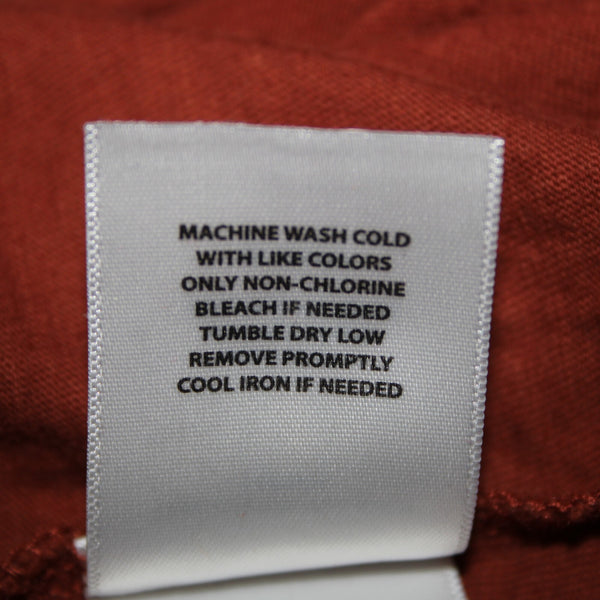 MACHINE WASH COLD
WITH LIKE COLORS
ONLY NON-CHLORINE
BLEACH IF NEEDED
TUMBLE DRY LOW
REMOVE PROMPTLY
COOL IRON IF NEEDED